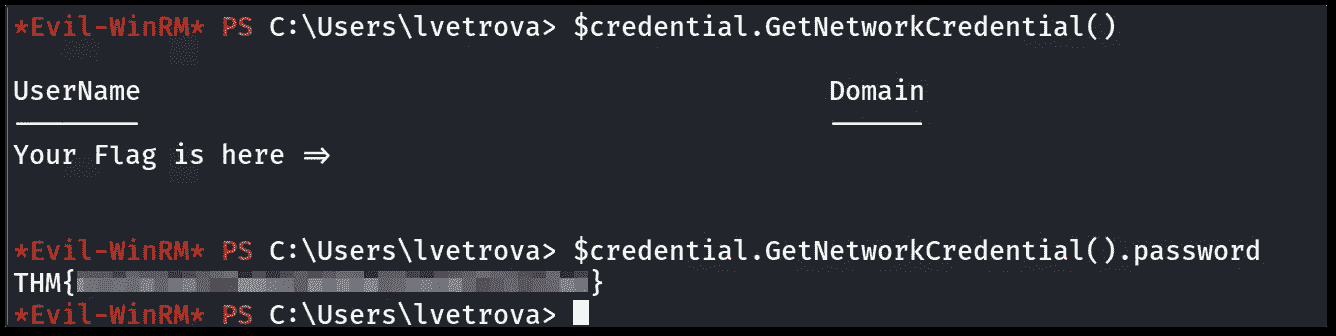 *Evil-WinRM* PS C:\Users\lvetrova> $credential.GetNetworkCredential()
UserName Domain
Your Flag is here =>
*Evil-WinRM* PS C:\Users\lvetrova> $credential.GetNetworkCredential().password
THM{}
*Evil-WinRM* PS C:\Users\lvetrova>